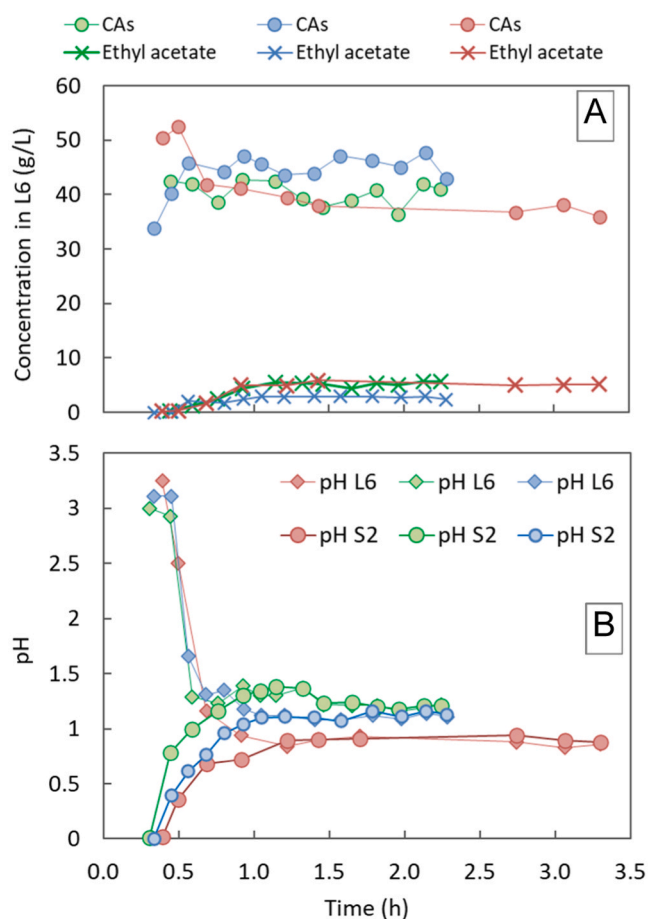 CAs CAs CAs
Ethyl acetate Ethyl acetate Ethyl acetate
60
A
50
40
30
20
10
0
Concentration in L6 (g/L)
3.5
pH L6 pH L6 pH L6
3
pH S2 pH S2 pH S2
2.5
2
B
1.5
1
0.5
0
pH
0.0 0.5 1.0 1.5 2.0 2.5 3.0 3.5
Time (h)